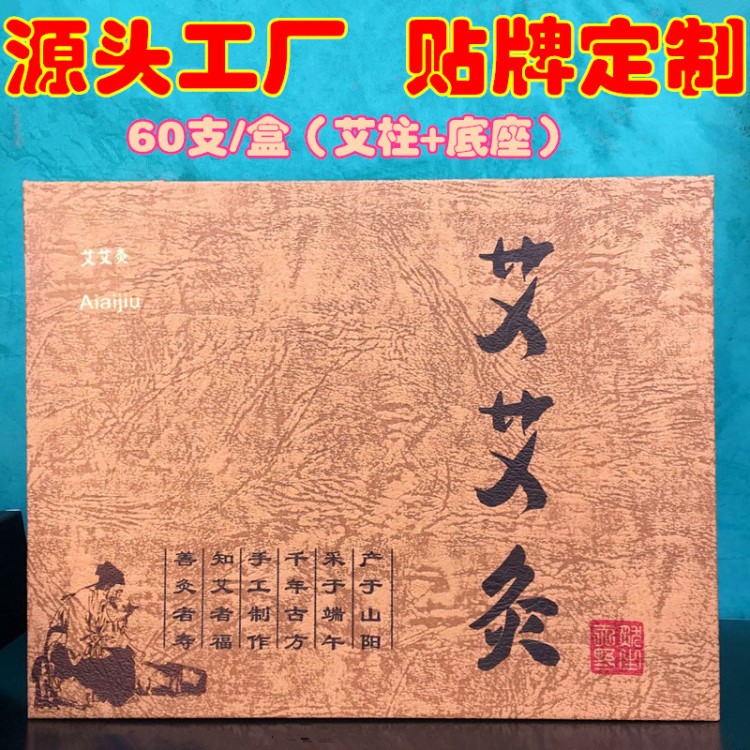 源头工厂 贴牌定制
60支/盒（艾柱+底座）
艾艾灸
Aiaijiu
艾艾灸
产于山阳
采于端午
千年古方
手工制作
知艾者福
善灸者寿